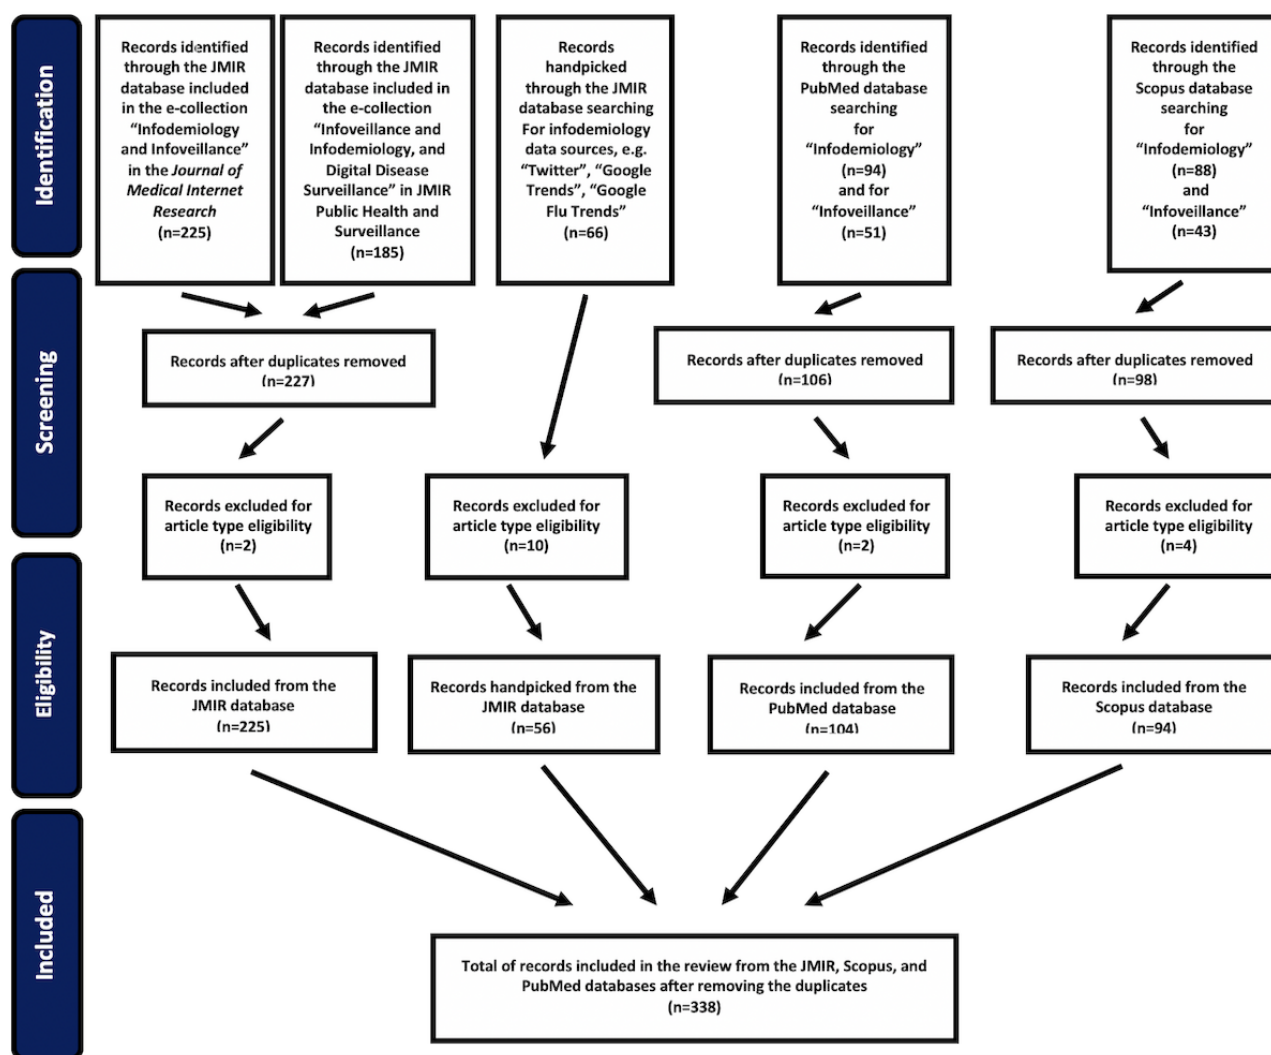 Identification
Records identified
through the JMIR
database included
in the e-collection
“Infodemiology
and Infoveillance”
in the Journal of
Medical Internet
Research
(n=225)
Records identified
through the JMIR
database included in
the e-collection
“Infoveillance and
Infodemiology, and
Digital Disease
Surveillance” in JMIR
Public Health and
Surveillance
(n=185)
Records
handpicked
through the JMIR
database searching
For infodemiology
data sources, e.g.
“Twitter”, “Google
Trends”, “Google
Flu Trends”
(n=66)
Records identified
through the
PubMed database
searching
for
“Infodemiology”
(n=94)
and for
“Infoveillance”
(n=51)
Records identified
through the
Scopus database
searching
for
“Infodemiology”
(n=88)
and
“Infoveillance”
(n=43)
Screening
Records after duplicates removed
(n=227)
Records after duplicates removed
(n=106)
Records after duplicates removed
(n=98)
Records excluded for
article type eligibility
(n=2)
Records excluded for
article type eligibility
(n=10)
Records excluded for
article type eligibility
(n=2)
Records excluded for
article type eligibility
(n=4)
Eligibility
Records included from the
JMIR database
(n=225)
Records handpicked from the
JMIR database
(n=56)
Records included from the
PubMed database
(n=104)
Records included from the
Scopus database
(n=94)
Included
Total of records included in the review from the JMIR, Scopus, and
PubMed databases after removing the duplicates
(n=338)